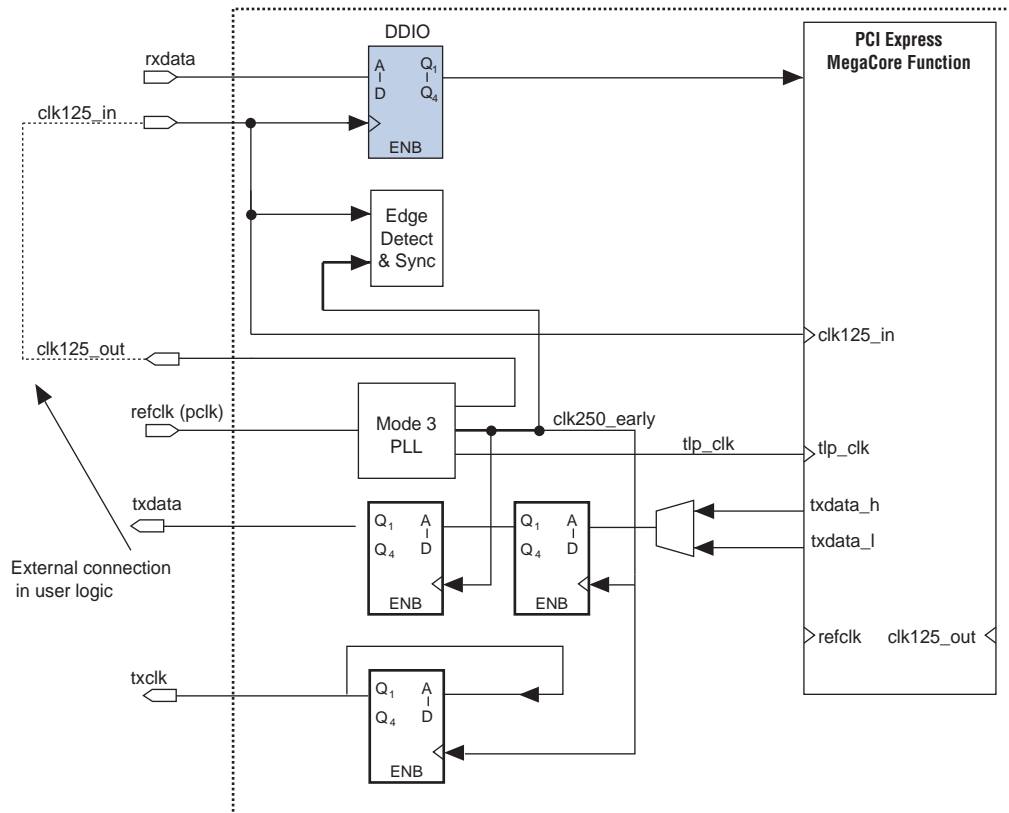 DDIO
PCI Express
MegaCore Function
rxdata
A
D
Q1
Q4
ENB
clk125_in
Edge
Detect
& Sync
clk125_in
clk125_out
refclk (pclk)
Mode 3
PLL
clk250_early
tlp_clk
tlp_clk
txdata
Q1
A
Q4
D
ENB
Q1
A
Q4
D
ENB
txdata_h
txdata_l
External connection
in user logic
refclk
clk125_out
txclk
Q1
A
Q4
D
ENB